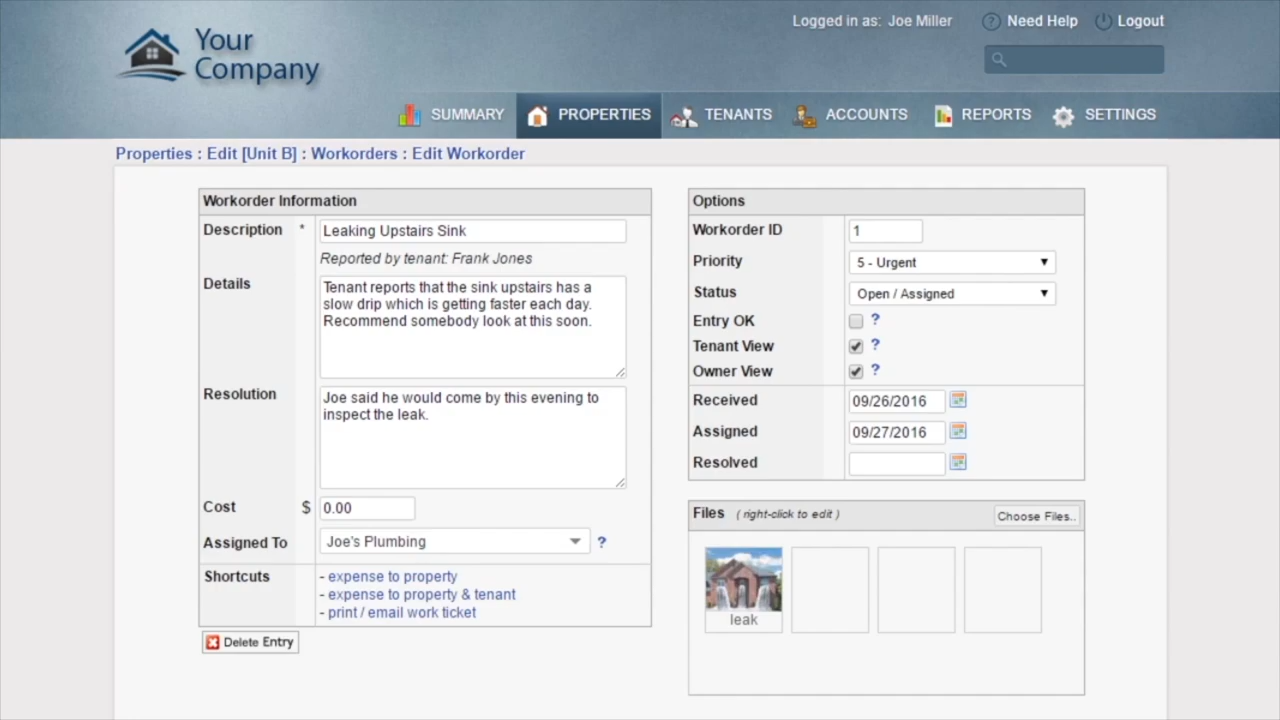 Your
Company
Logged in as: Joe Miller
? Need Help
Logout
SUMMARY
PROPERTIES
TENANTS
ACCOUNTS
REPORTS
SETTINGS
Properties : Edit [Unit B] : Workorders : Edit Workorder
Workorder Information
Description * Leaking Upstairs Sink
Reported by tenant: Frank Jones
Details
Tenant reports that the sink upstairs has a
slow drip which is getting faster each day.
Recommend somebody look at this soon.
Resolution
Joe said he would come by this evening to
inspect the leak.
Cost $ 0.00
Assigned To Joe's Plumbing ?
Shortcuts
- expense to property
- expense to property & tenant
- print / email work ticket
Delete Entry
Options
Workorder ID 1
Priority 5 - Urgent
Status Open / Assigned
Entry OK ?
Tenant View ?
Owner View ?
Received 09/26/2016
Assigned 09/27/2016
Resolved
Files ( right-click to edit ) Choose Files..
leak